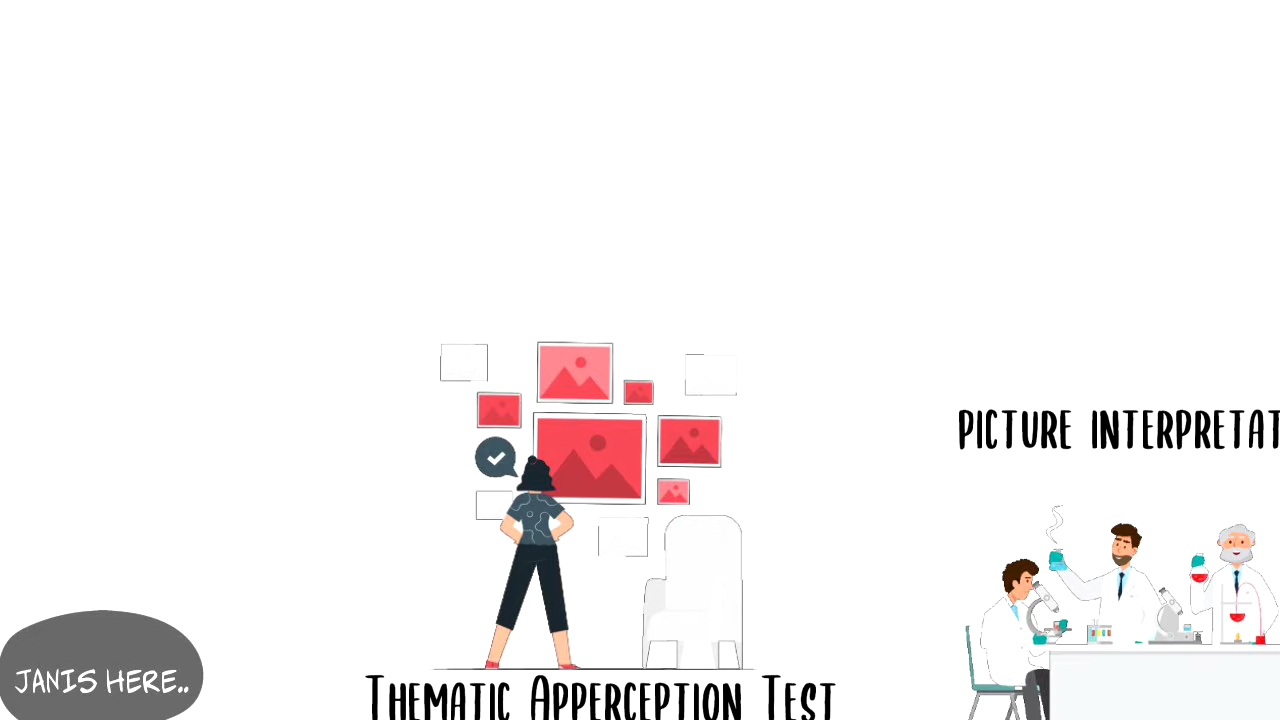 PICTURE INTERPRETAT
JANIS HERE..
THEMATIC APPERCEPTION TEST